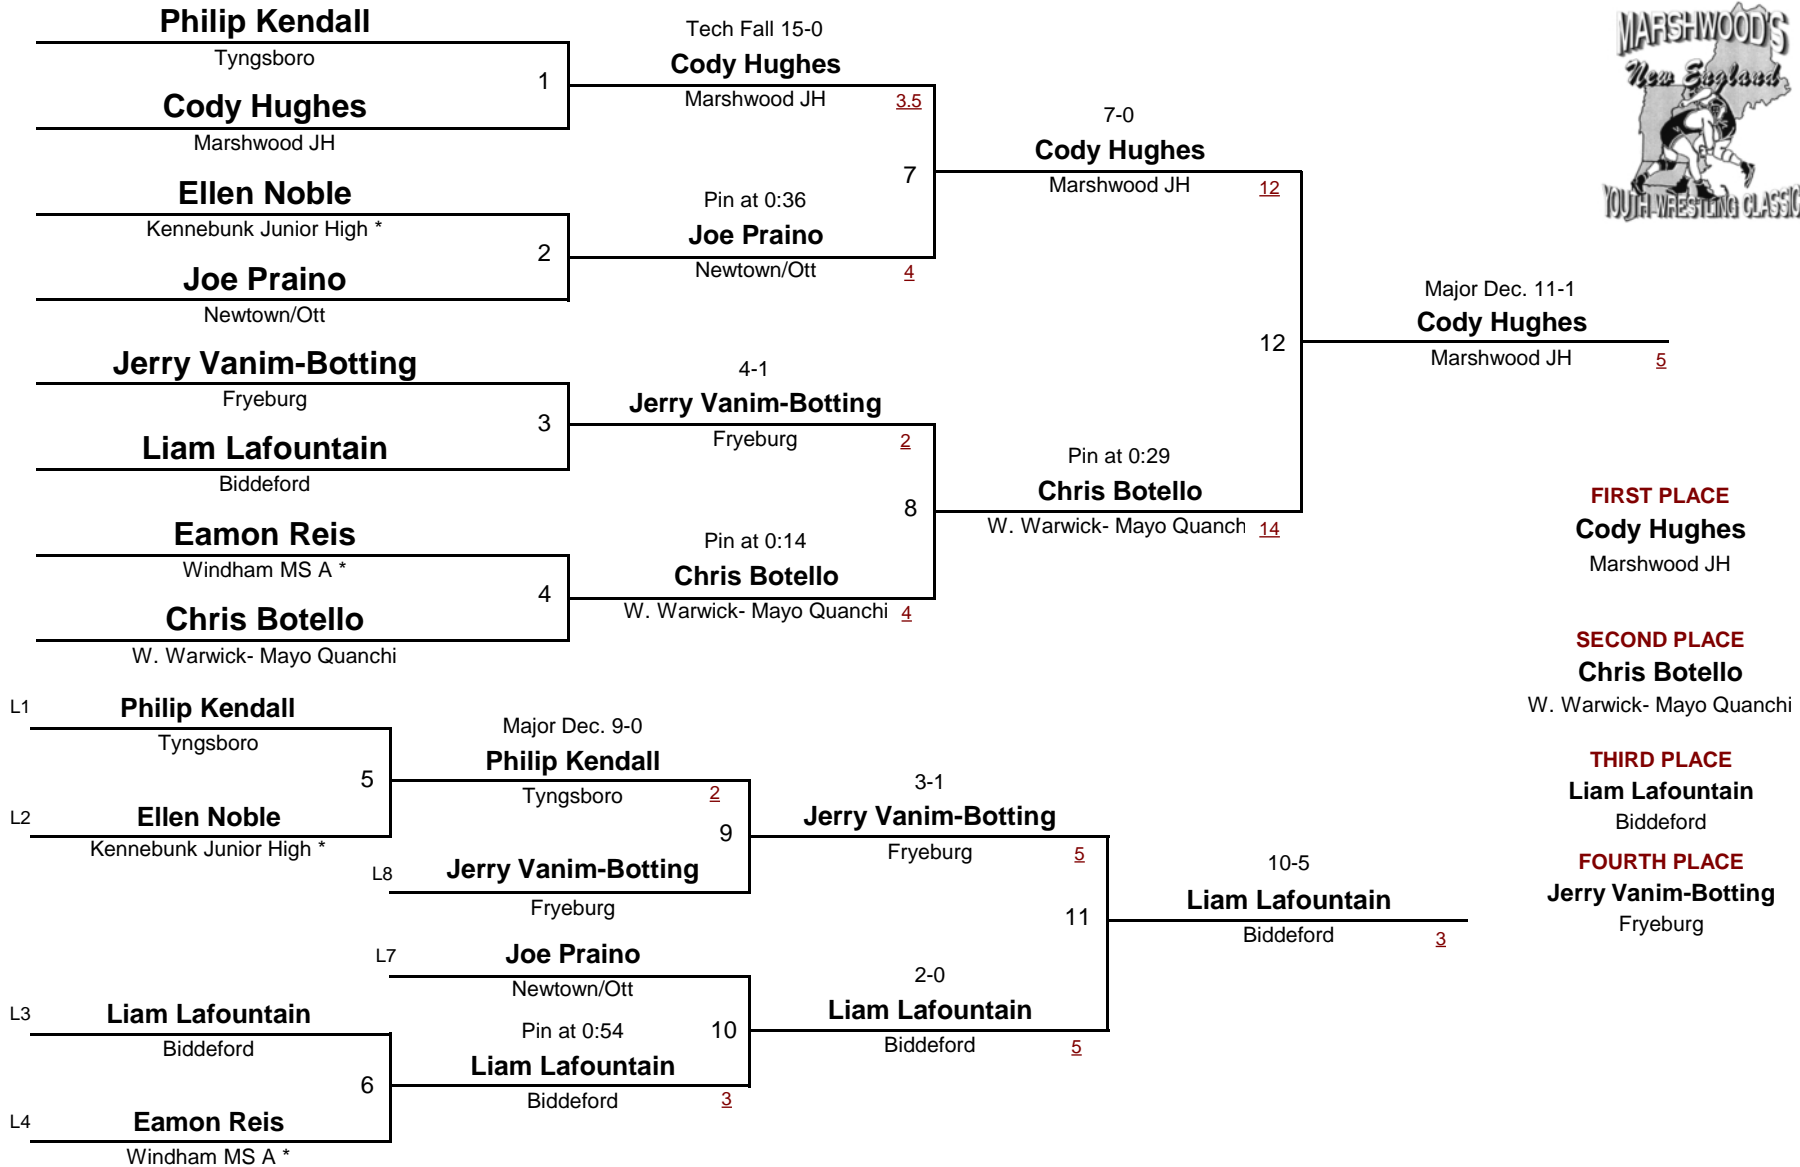 Philip Kendall
Tyngsboro
1
Cody Hughes
Marshwood JH
Tech Fall 15-0
Cody Hughes
Marshwood JH 3.5
Ellen Noble
Kennebunk Junior High *
2
Joe Praino
Newtown/Ott
Pin at 0:36
Joe Praino
Newtown/Ott 4
7
7-0
Cody Hughes
Marshwood JH 12
Jerry Vanim-Botting
Fryeburg
3
Liam Lafountain
Biddeford
4-1
Jerry Vanim-Botting
Fryeburg 2
Eamon Reis
Windham MS A *
4
Chris Botello
W. Warwick- Mayo Quanchi
Pin at 0:14
Chris Botello
W. Warwick- Mayo Quanchi 4
8
Pin at 0:29
Chris Botello
W. Warwick- Mayo Quanch 14
12
Major Dec. 11-1
Cody Hughes
Marshwood JH 5
MARSHWOOD'S
New England
YOUTH WRESTLING CLASSIC
FIRST PLACE
Cody Hughes
Marshwood JH
SECOND PLACE
Chris Botello
W. Warwick- Mayo Quanchi
THIRD PLACE
Liam Lafountain
Biddeford
FOURTH PLACE
Jerry Vanim-Botting
Fryeburg
L1 Philip Kendall
Tyngsboro
5
L2 Ellen Noble
Kennebunk Junior High *
Major Dec. 9-0
Philip Kendall
Tyngsboro 2
9
L8 Jerry Vanim-Botting
Fryeburg
3-1
Jerry Vanim-Botting
Fryeburg 5
L7 Joe Praino
Newtown/Ott
L3 Liam Lafountain
Biddeford
6
L4 Eamon Reis
Windham MS A *
Pin at 0:54
Liam Lafountain
Biddeford 3
10
2-0
Liam Lafountain
Biddeford 5
11
10-5
Liam Lafountain
Biddeford 3